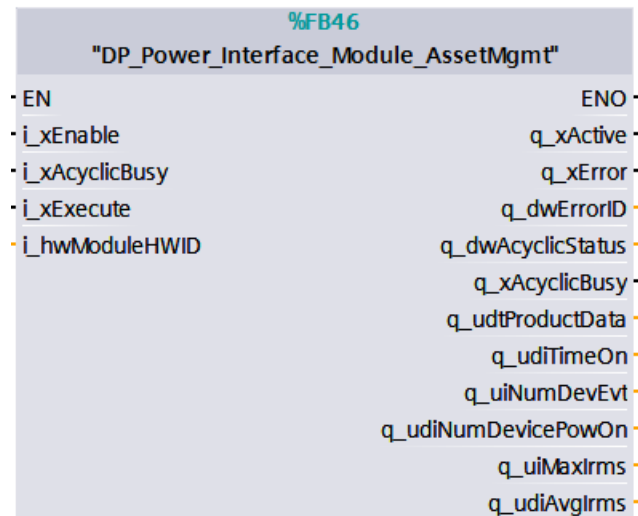 %FB46
"DP_Power_Interface_Module_AssetMgmt"
EN ENO
i_xEnable q_xActive
i_xAcyclicBusy q_xError
i_xExecute q_dwErrorID
i_hwModuleHWID q_dwAcyclicStatus
q_xAcyclicBusy
q_udtProductData
q_udiTimeOn
q_uiNumDevEvt
q_udiNumDevicePowOn
q_uiMaxIrms
q_udiAvgIrms